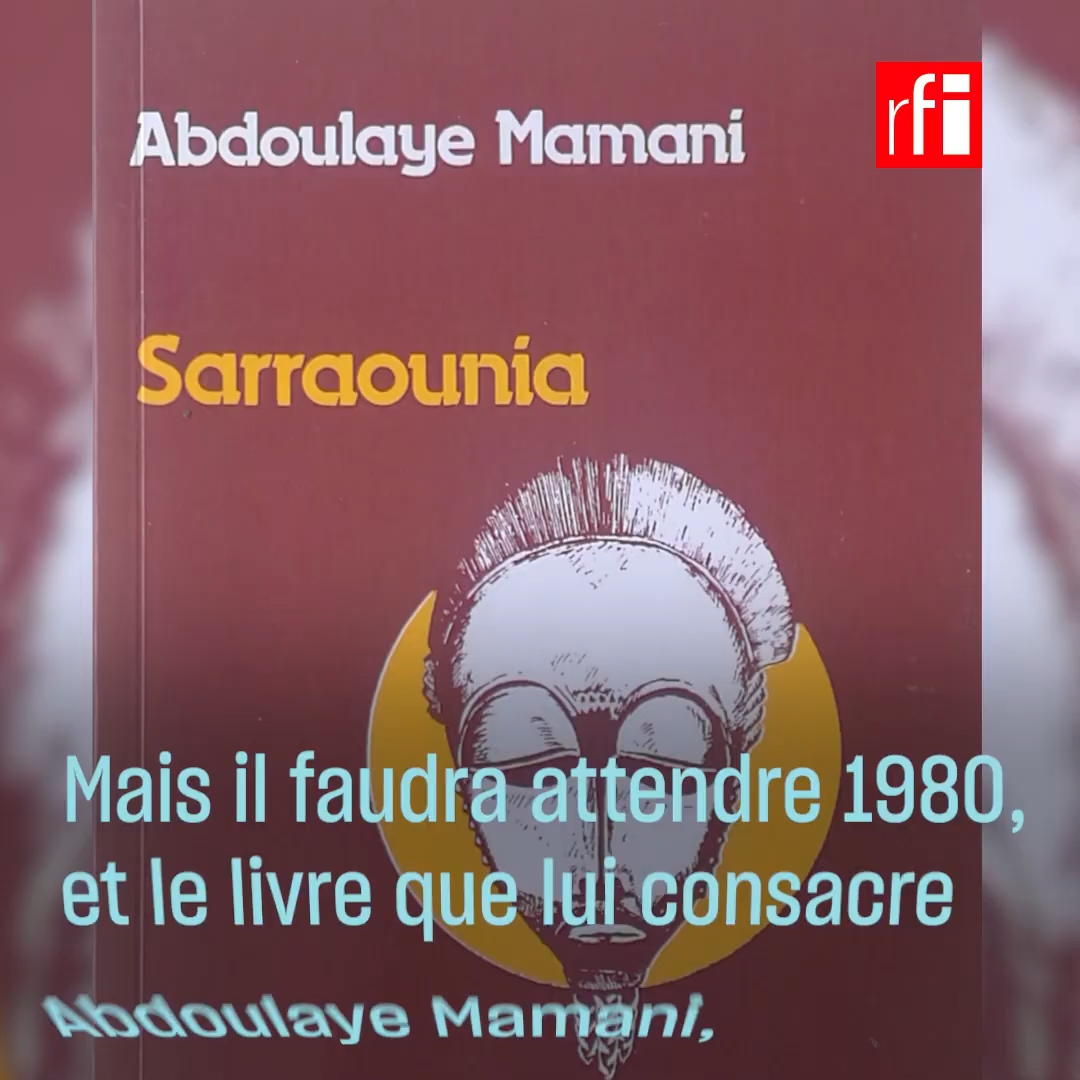 Abdoulaye Mamani
rfi
Sarraounia
Mais il faudra attendre 1980,
et le livre que lui consacre
Abdoulaye Mamani,